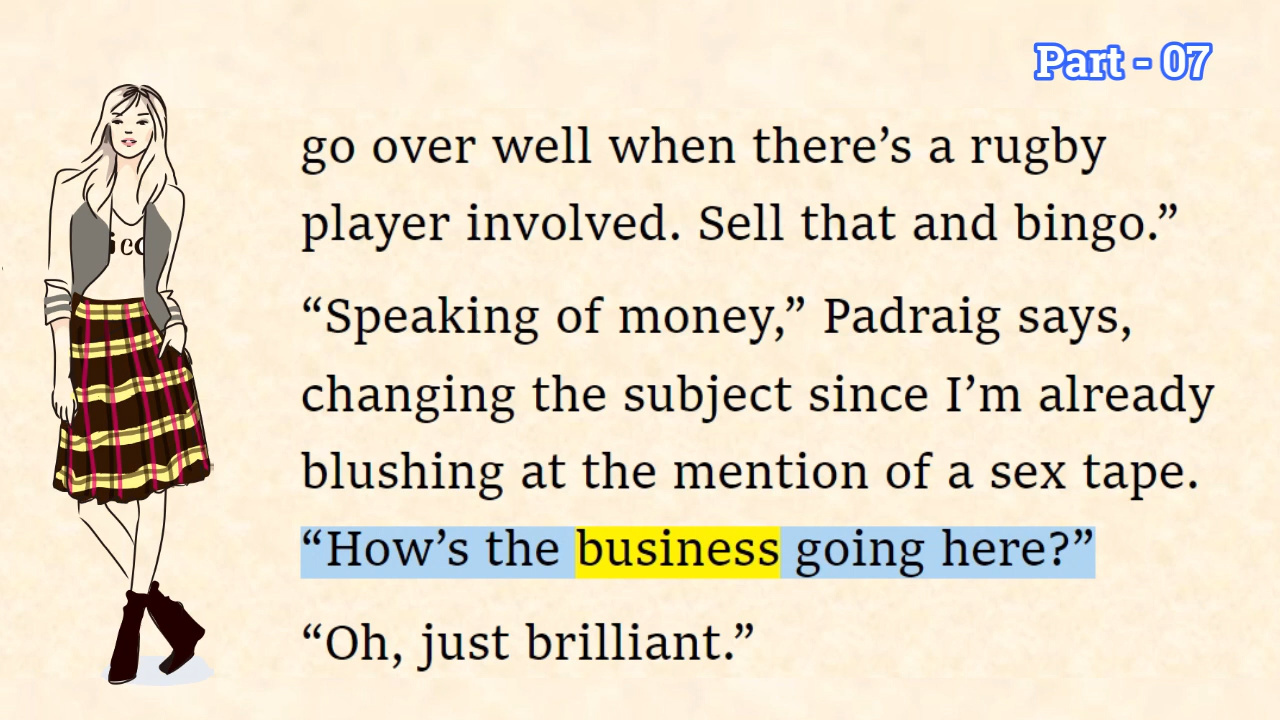 Part - 07
go over well when there’s a rugby
player involved. Sell that and bingo.”
“Speaking of money,” Padraig says,
changing the subject since I’m already
blushing at the mention of a sex tape.
“How’s the business going here?”
“Oh, just brilliant.”